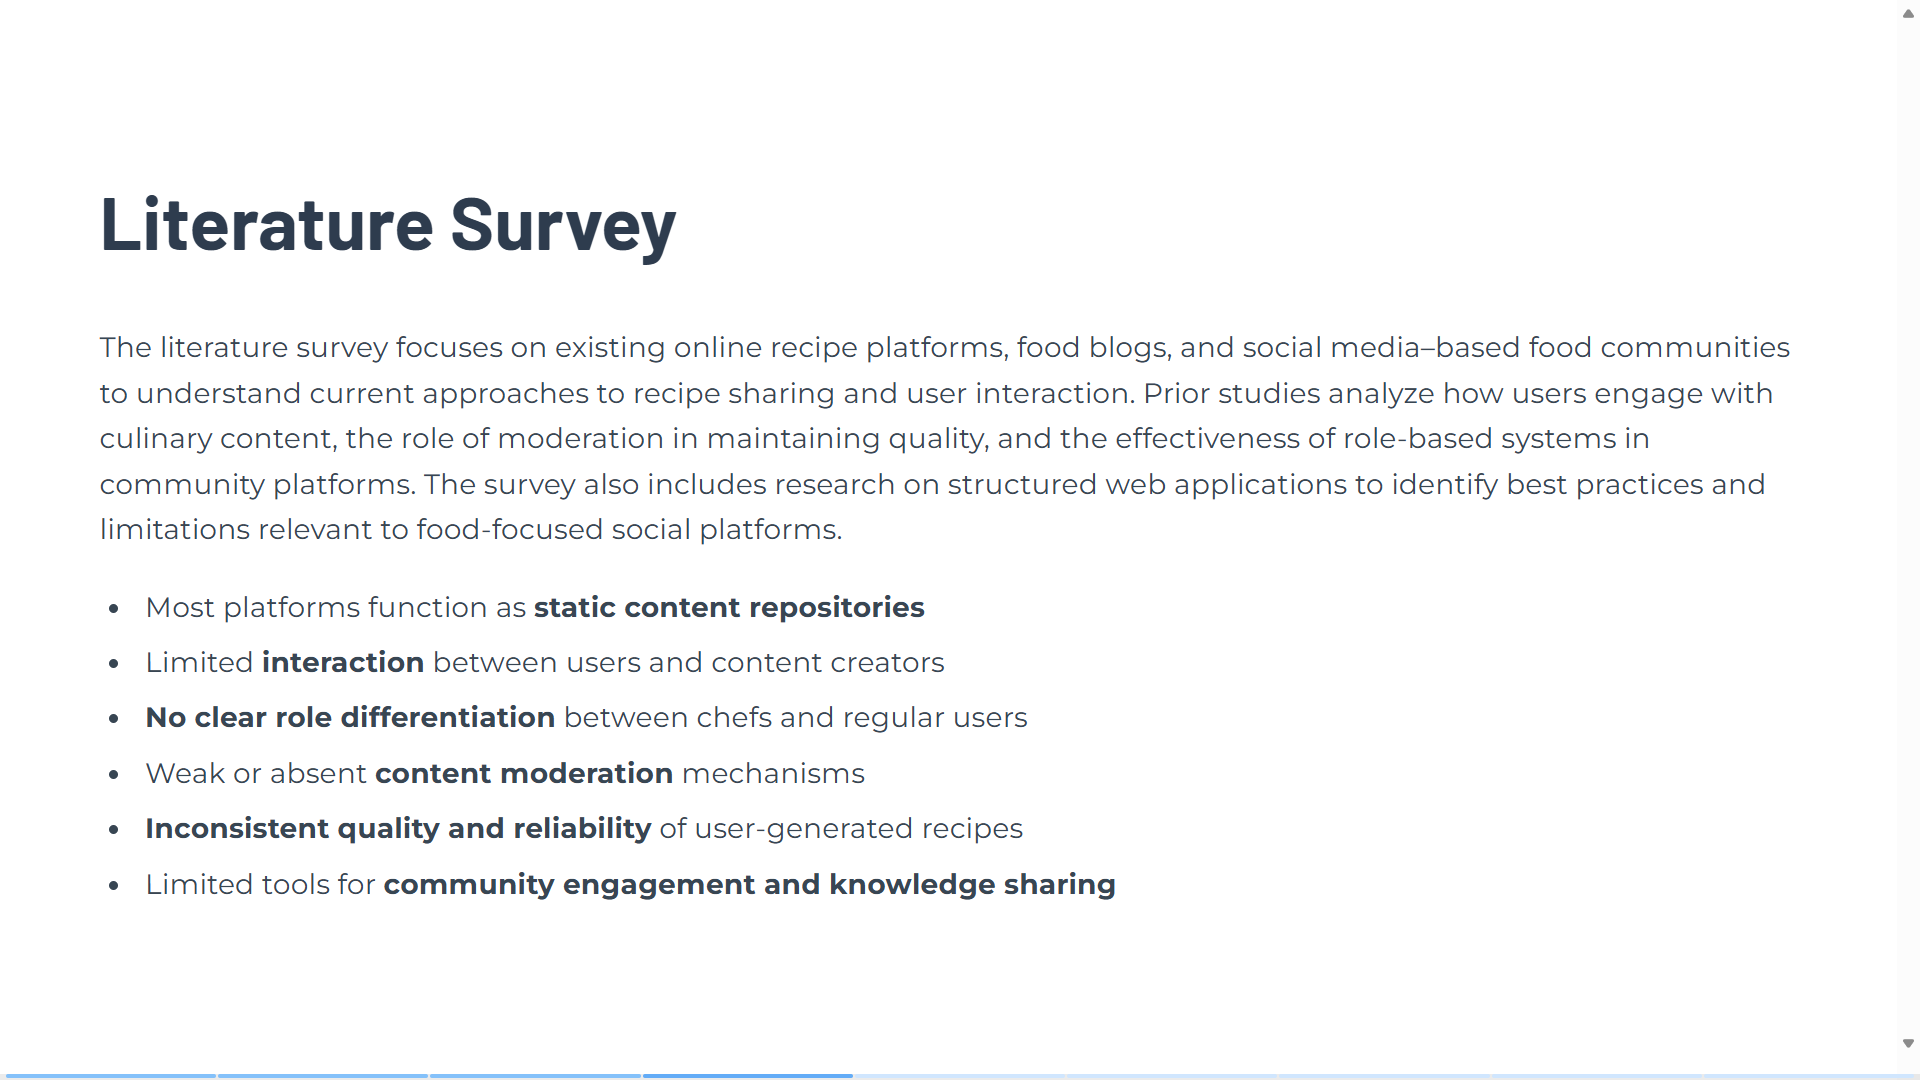 Literature Survey
The literature survey focuses on existing online recipe platforms, food blogs, and social media–based food communities
to understand current approaches to recipe sharing and user interaction. Prior studies analyze how users engage with
culinary content, the role of moderation in maintaining quality, and the effectiveness of role-based systems in
community platforms. The survey also includes research on structured web applications to identify best practices and
limitations relevant to food-focused social platforms.
• Most platforms function as static content repositories
• Limited interaction between users and content creators
• No clear role differentiation between chefs and regular users
• Weak or absent content moderation mechanisms
• Inconsistent quality and reliability of user-generated recipes
• Limited tools for community engagement and knowledge sharing